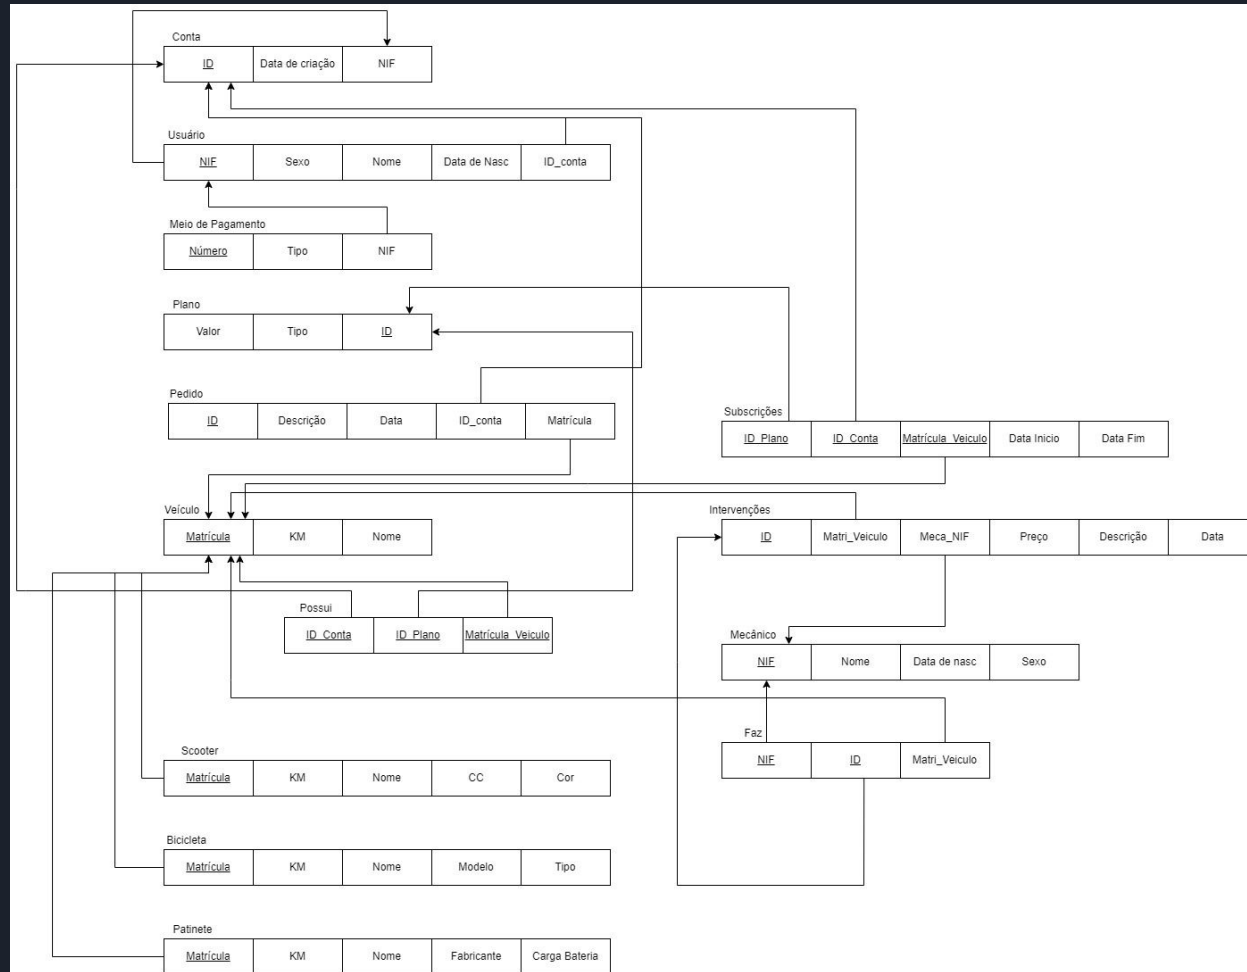 Conta
ID Data de criação NIF
Usuário
NIF Sexo Nome Data de Nasc ID_conta
Meio de Pagamento
Número Tipo NIF
Plano
Valor Tipo ID
Pedido
ID Descrição Data ID_conta Matrícula
Subscrições
ID_Plano ID_Conta Matrícula_Veiculo Data Inicio Data Fim
Veículo
Matrícula KM Nome
Intervenções
ID Matri_Veiculo Meca_NIF Preço Descrição Data
Possui
ID_Conta ID_Plano Matrícula_Veiculo
Mecânico
NIF Nome Data de nasc Sexo
Faz
NIF ID Matri_Veiculo
Scooter
Matrícula KM Nome CC Cor
Bicicleta
Matrícula KM Nome Modelo Tipo
Patinete
Matrícula KM Nome Fabricante Carga Bateria